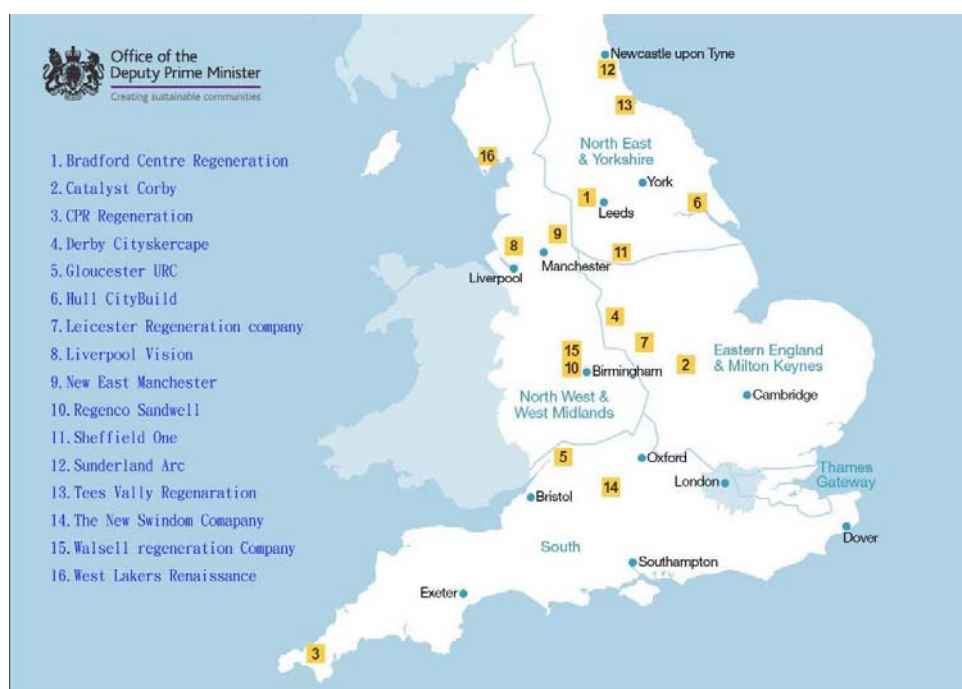 Office of the
Deputy Prime Minister
Creating sustainable communities
1.Bradford Centre Regeneration
2.Catalyst Corby
3.CPR Regeneration
4.Derby Cityskercape
5.Gloucester URC
6.Hull CityBuild
7.Leicester Regeneration company
8.Liverpool Vision
9.New East Manchester
10.Regenco Sandwell
11.Sheffield One
12.Sunderland Arc
13.Tees Vally Regenaration
14.The New Swindom Comapany
15.Walsell regeneration Company
16.West Lakers Renaissance
Newcastle upon Tyne
12
13
North East
& Yorkshire
16
York
1
Leeds
6
9
8
Manchester
11
Liverpool
4
7
15
10
Birmingham
2
Eastern England
& Milton Keynes
Cambridge
North West &
West Midlands
5
Oxford
14
London
Thames
Gateway
Bristol
Dover
South
Southampton
Exeter
3